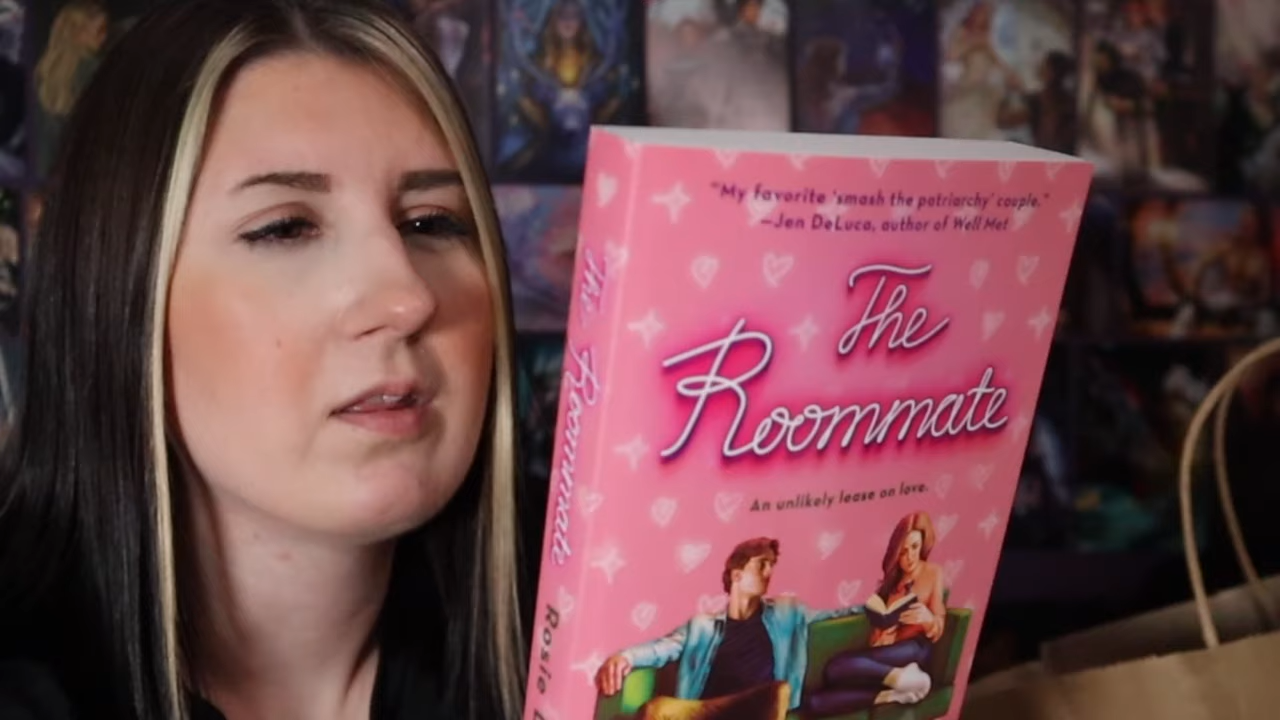 "My favorite 'smash the patriarchy' couple."
—Jen DeLuca, author of Well Met
The
Roommate
An unlikely lease on love.
The Roommate Rosie